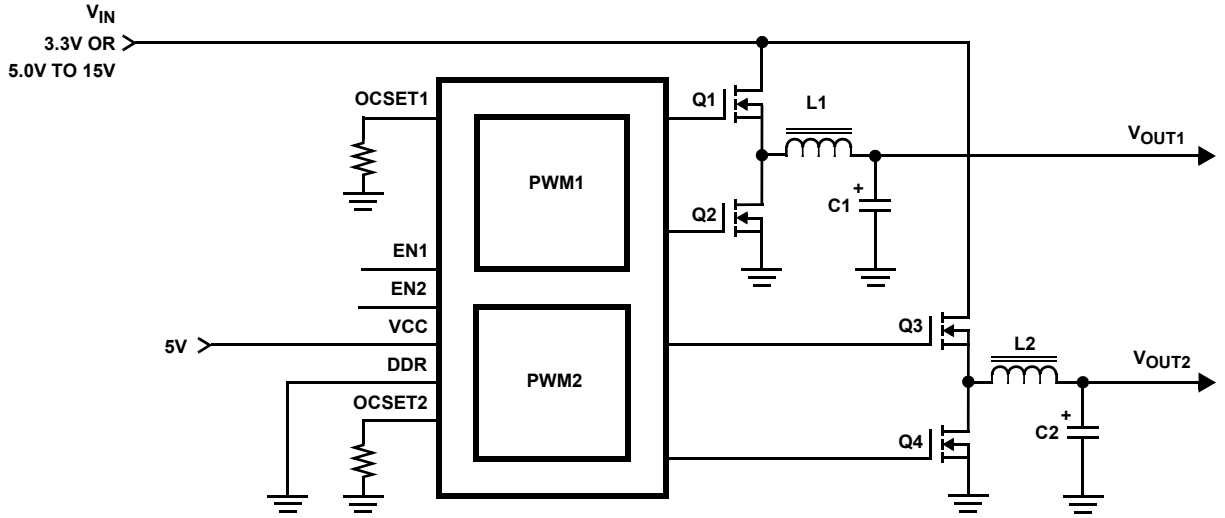 VIN
3.3V OR
5.0V TO 15V
OCSET1
Q1
L1
VOUT1
PWM1
+
C1
Q2
EN1
EN2
VCC
5V
Q3
L2
DDR
PWM2
VOUT2
OCSET2
+
C2
Q4